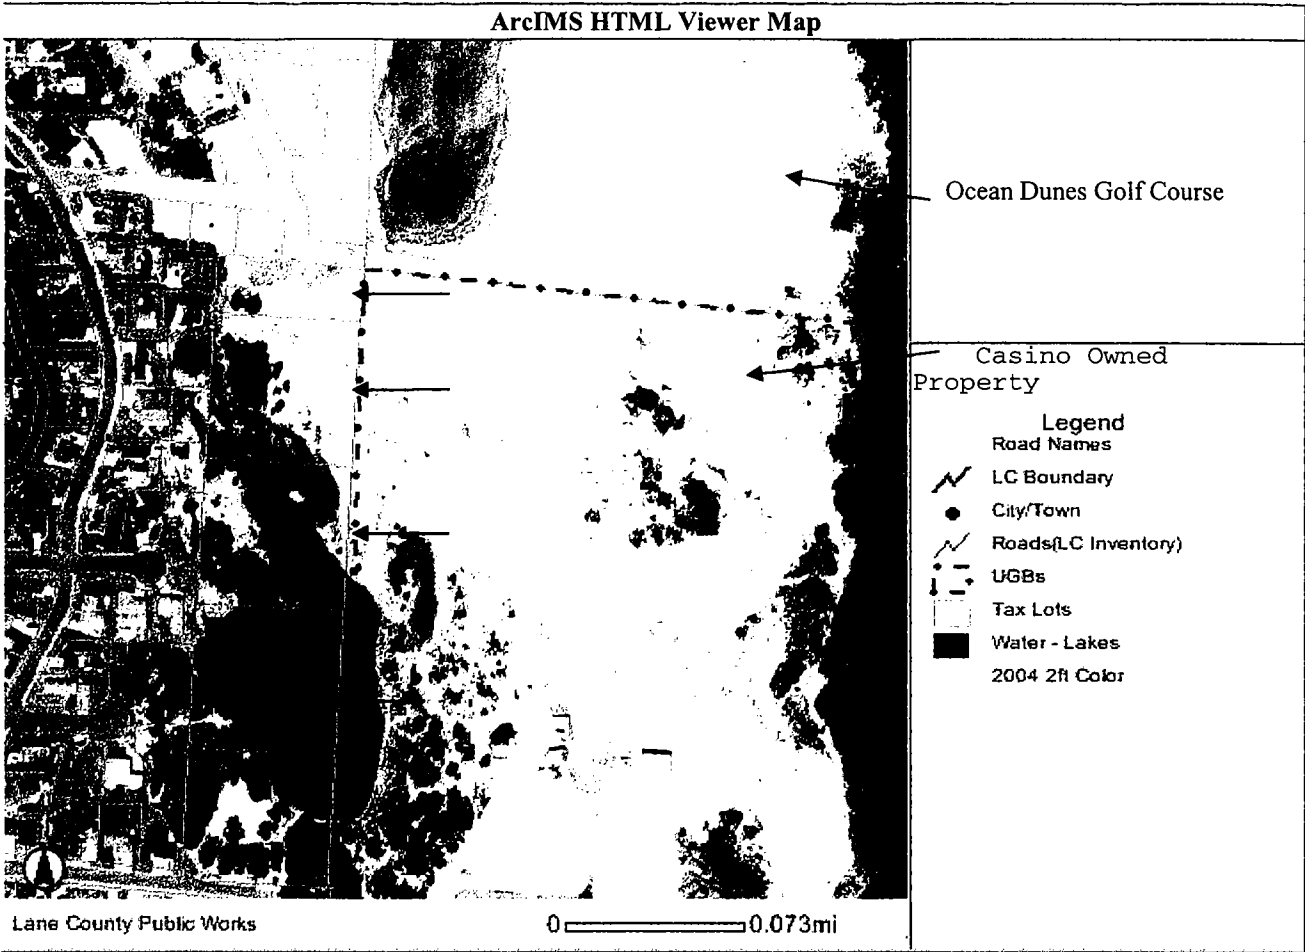 ArcIMS HTML Viewer Map
Ocean Dunes Golf Course
Casino Owned
Property
Legend
Road Names
LC Boundary
City/Town
Roads(LC Inventory)
UGBs
Tax Lots
Water - Lakes
2004 2ft Color
Lane County Public Works
0
0.073mi